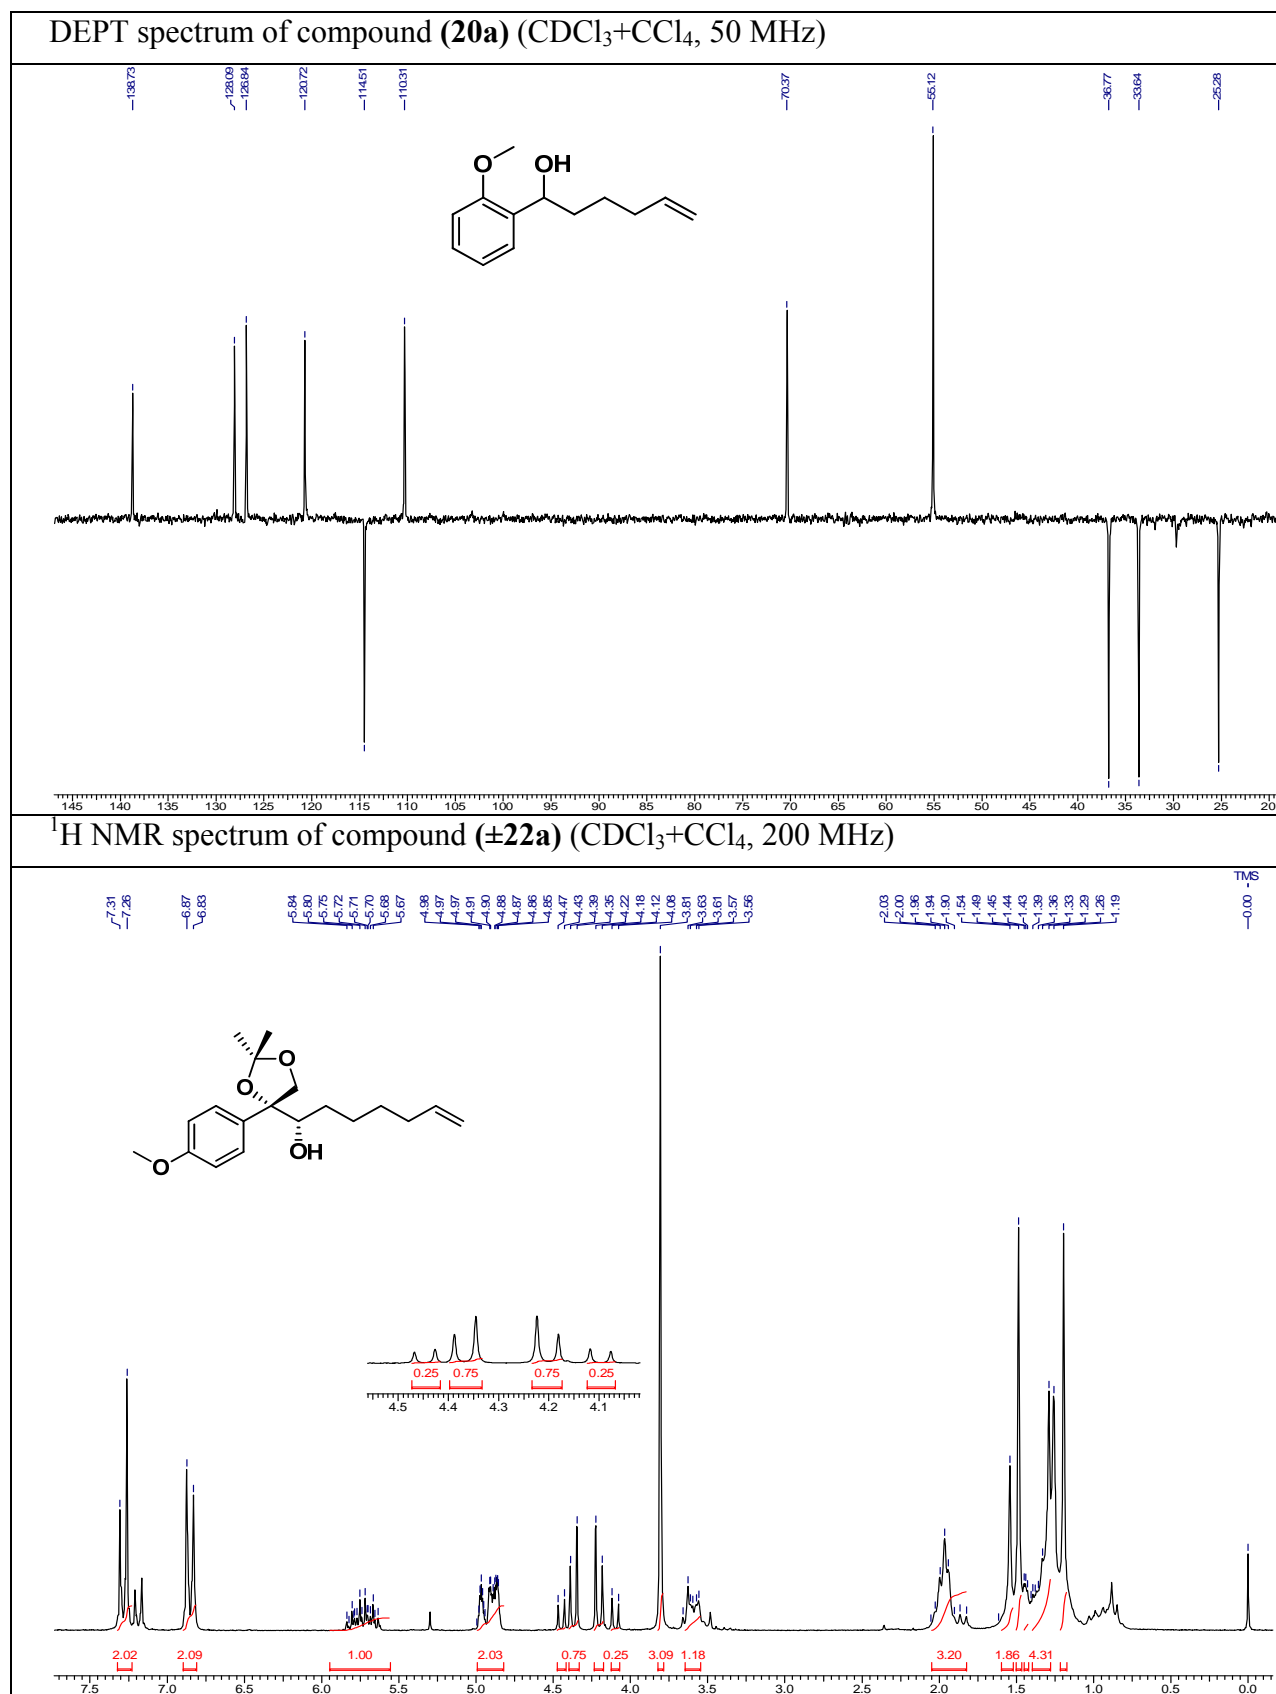 DEPT spectrum of compound (20a) (CDCl₃+CCl₄, 50 MHz)
138.73 128.09 126.84 120.72 114.51 110.31 70.37 55.12 36.77 33.64 25.28
O OH
145 140 135 130 125 120 115 110 105 100 95 90 85 80 75 70 65 60 55 50 45 40 35 30 25 20
¹H NMR spectrum of compound (±22a) (CDCl₃+CCl₄, 200 MHz)
TMS
7.31 7.26 6.87 6.83 5.84 5.80 5.75 5.72 5.71 5.70 5.68 5.67 4.98 4.97 4.97 4.91 4.90 4.88 4.87 4.86 4.85 4.47 4.43 4.39 4.35 4.22 4.18 4.12 4.08 3.81 3.63 3.61 3.57 3.56 2.03 2.00 1.96 1.94 1.90 1.54 1.49 1.45 1.44 1.43 1.39 1.36 1.33 1.29 1.26 1.19 0.00
O
O
OH
O
0.25 0.75 0.75 0.25
4.5 4.4 4.3 4.2 4.1
2.02 2.09 1.00 2.03 0.75 0.25 3.09 1.18 3.20 1.86 4.31
7.5 7.0 6.5 6.0 5.5 5.0 4.5 4.0 3.5 3.0 2.5 2.0 1.5 1.0 0.5 0.0